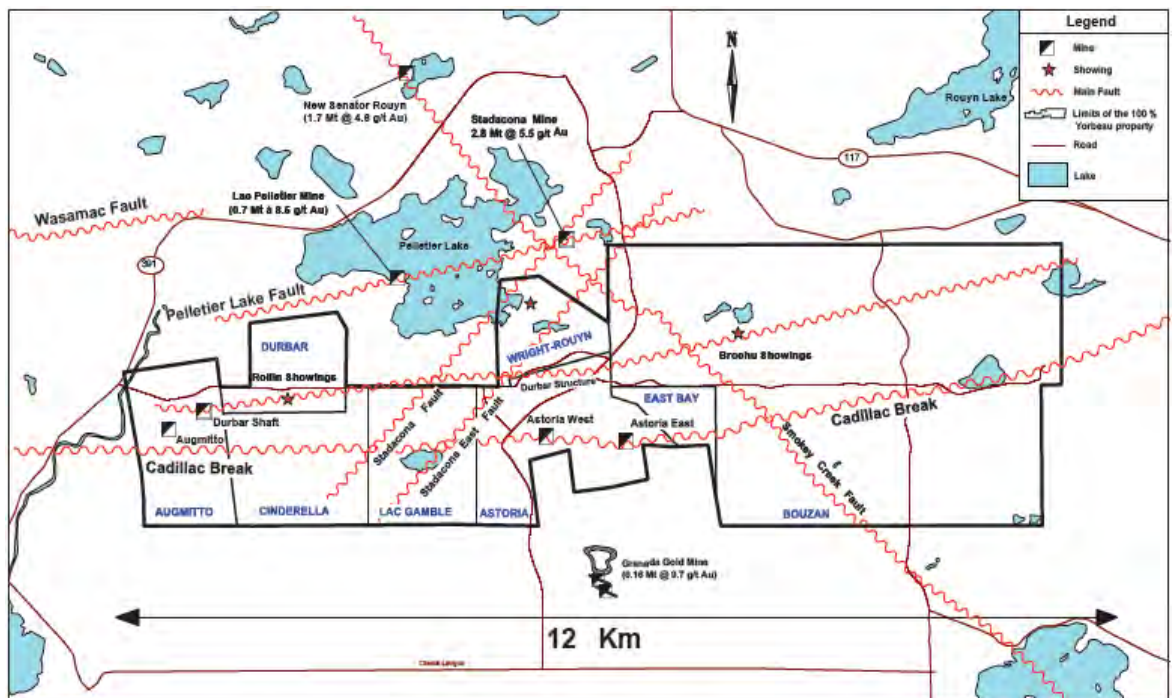 Legend
Mine
Showing
Main Fault
Limits of the 100 %
Yorbeau property
Road
Lake
N
Rouyn Lake
117
New Senator Rouyn
(1.7 Mt @ 4.8 g/t Au)
Stadacona Mine
2.8 Mt @ 5.5 g/t Au
Wasamac Fault
Lac Pelletier Mine
(0.7 Mt à 8.5 g/t Au)
Pelletier Lake
391
Pelletier Lake Fault
DURBAR
WRIGHT-ROUYN
Brochu Showings
Rollin Showings
Durbar Structure
EAST BAY
Stadacona Fault
Stadacona East Fault
Astoria West
Astoria East
Cadillac Break
Durbar Shaft
Augmitto
Cadillac Break
Smokey Creek Fault
AUGMITTO
CINDERELLA
LAC GAMBLE
ASTORIA
BOUZAN
Granada Gold Mine
(0.16 Mt @ 9.7 g/t Au)
12 Km